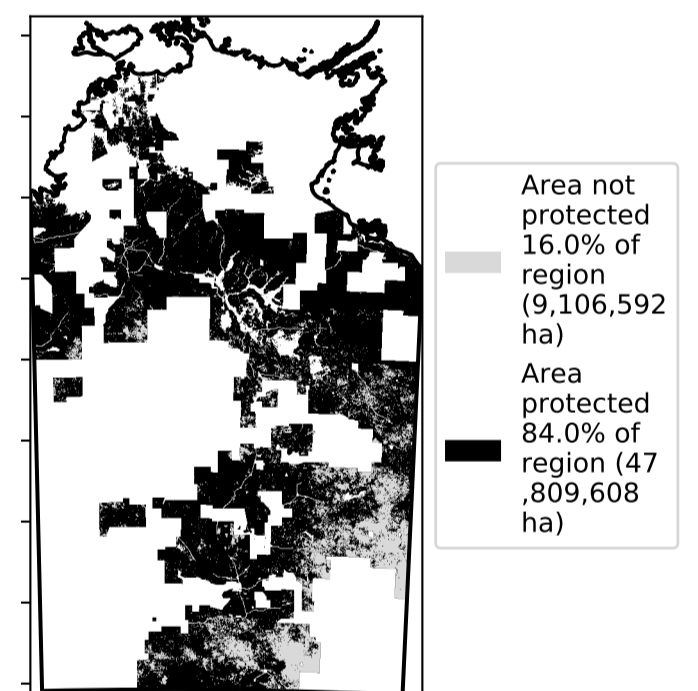 Area not
protected
16.0% of
region
(9,106,592
ha)
Area
protected
84.0% of
region (47
,809,608
ha)